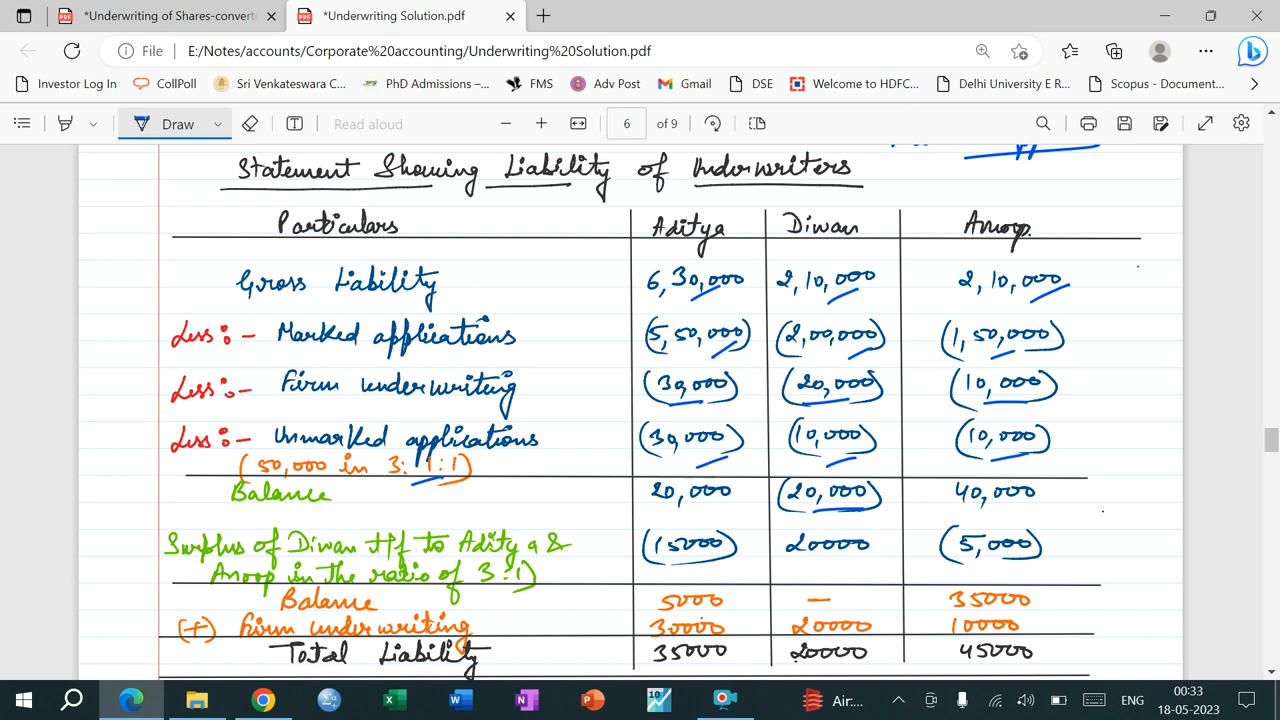 *Underwriting of Shares-converte
*Underwriting Solution.pdf
File E:/Notes/accounts/Corporate%20accounting/Underwriting%20Solution.pdf
Investor Log In CollPoll Sri Venkateswara C... PhD Admissions –... FMS Adv Post Gmail DSE Welcome to HDFC... Delhi University E R... Scopus - Document...
Draw Read aloud 6 of 9
Statement Showing Liability of Underwriters
Particulars Aditya Diwan Anoop.
Gross Liability 6,30,000 2,10,000 2,10,000
Less:- Marked applications (5,50,000) (2,00,000) (1,50,000)
Less:- Firm underwriting (30,000) (20,000) (10,000)
Less:- Unmarked applications (30,000) (10,000) (10,000)
(50,000 in 3:1:1)
Balance 20,000 (20,000) 40,000
Surplus of Diwan tff to Aditya & (15000) 20000 (5,000)
Anoop in the ratio of 3:1)
Balance 5000 — 35000
(+) Firm underwriting 30000 20000 10000
Total Liability 35000 20000 45000
Air:... ENG 00:33
18-05-2023